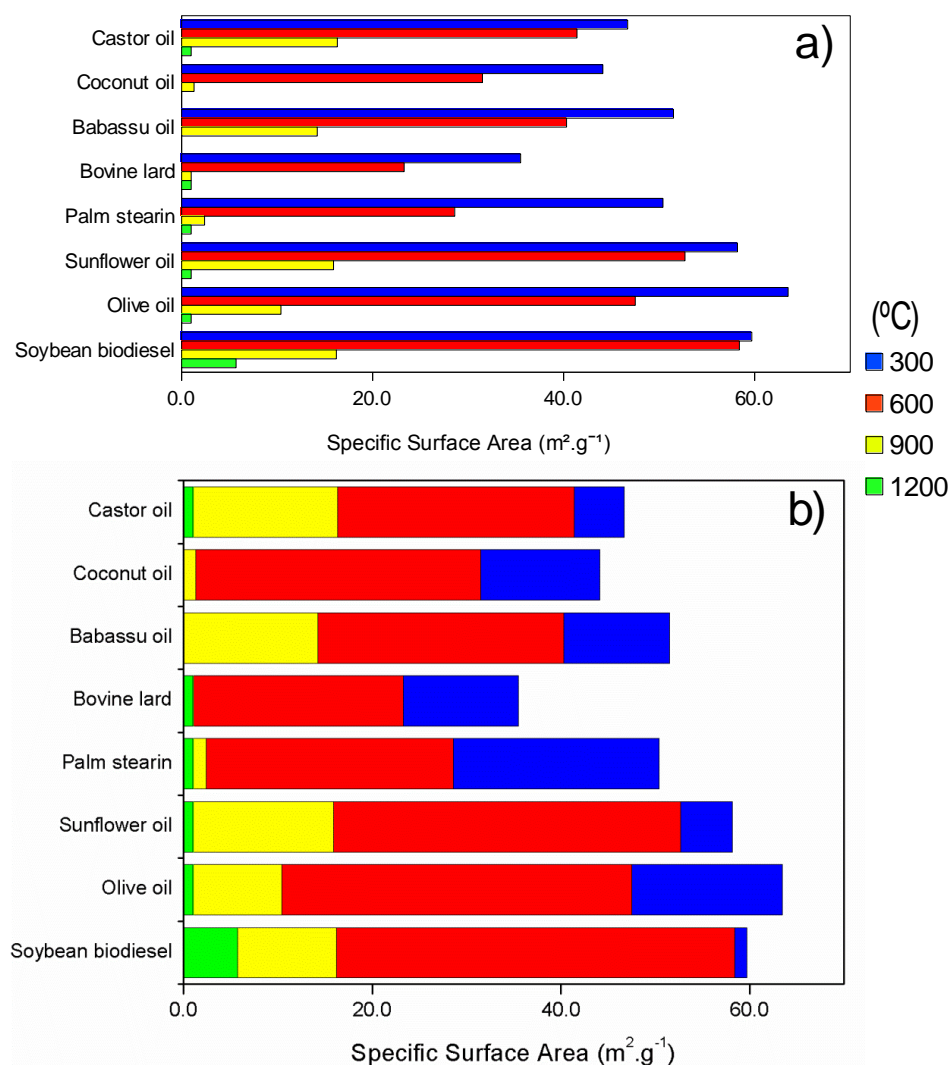 a)
Castor oil
Coconut oil
Babassu oil
Bovine lard
Palm stearin
Sunflower oil
Olive oil
Soybean biodiesel
0.0 20.0 40.0 60.0
Specific Surface Area (m².g⁻¹)
(ºC)
300
600
900
1200
b)
Castor oil
Coconut oil
Babassu oil
Bovine lard
Palm stearin
Sunflower oil
Olive oil
Soybean biodiesel
0.0 20.0 40.0 60.0
Specific Surface Area (m².g⁻¹)